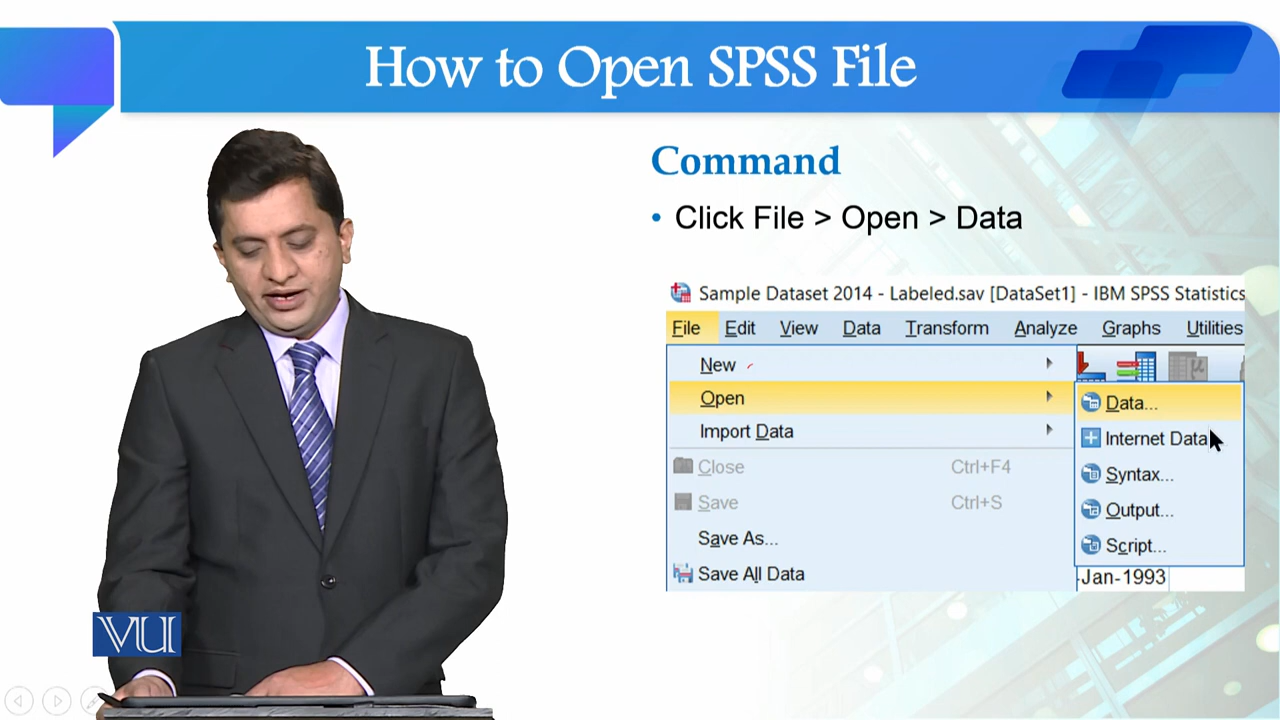 How to Open SPSS File
Command
• Click File > Open > Data
Sample Dataset 2014 - Labeled.sav [DataSet1] - IBM SPSS Statistics
File Edit View Data Transform Analyze Graphs Utilities
New
Open
Import Data
Close Ctrl+F4
Save Ctrl+S
Save As...
Save All Data
Data...
Internet Data
Syntax...
Output...
Script...
-Jan-1993
VU